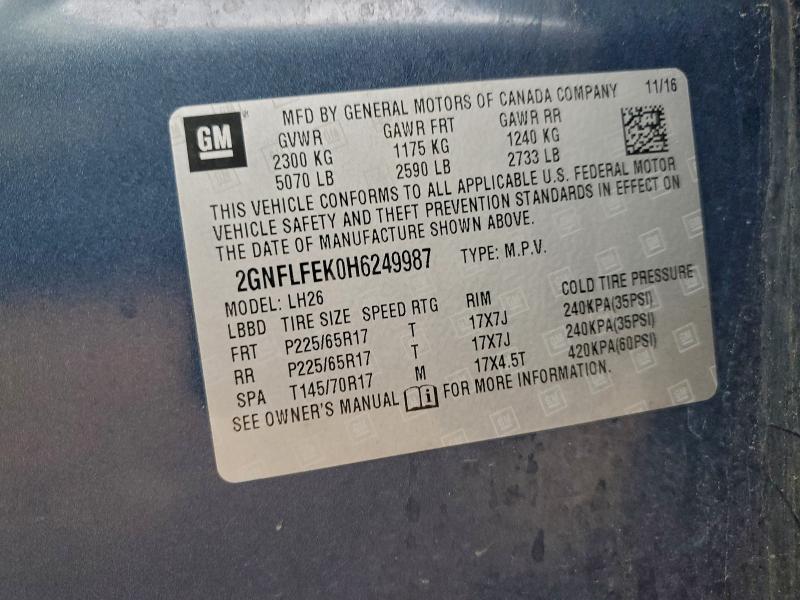 MFD BY GENERAL MOTORS OF CANADA COMPANY 11/16
GM GVWR GAWR FRT GAWR RR
2300 KG 1175 KG 1240 KG
5070 LB 2590 LB 2733 LB
THIS VEHICLE CONFORMS TO ALL APPLICABLE U.S. FEDERAL MOTOR
VEHICLE SAFETY AND THEFT PREVENTION STANDARDS IN EFFECT ON
THE DATE OF MANUFACTURE SHOWN ABOVE.
2GNFLFEK0H6249987 TYPE: M.P.V.
MODEL: LH26
LBBD TIRE SIZE SPEED RTG RIM COLD TIRE PRESSURE
FRT P225/65R17 T 17X7J 240KPA(35PSI)
RR P225/65R17 T 17X7J 240KPA(35PSI)
SPA T145/70R17 M 17X4.5T 420KPA(60PSI)
SEE OWNER'S MANUAL i FOR MORE INFORMATION.